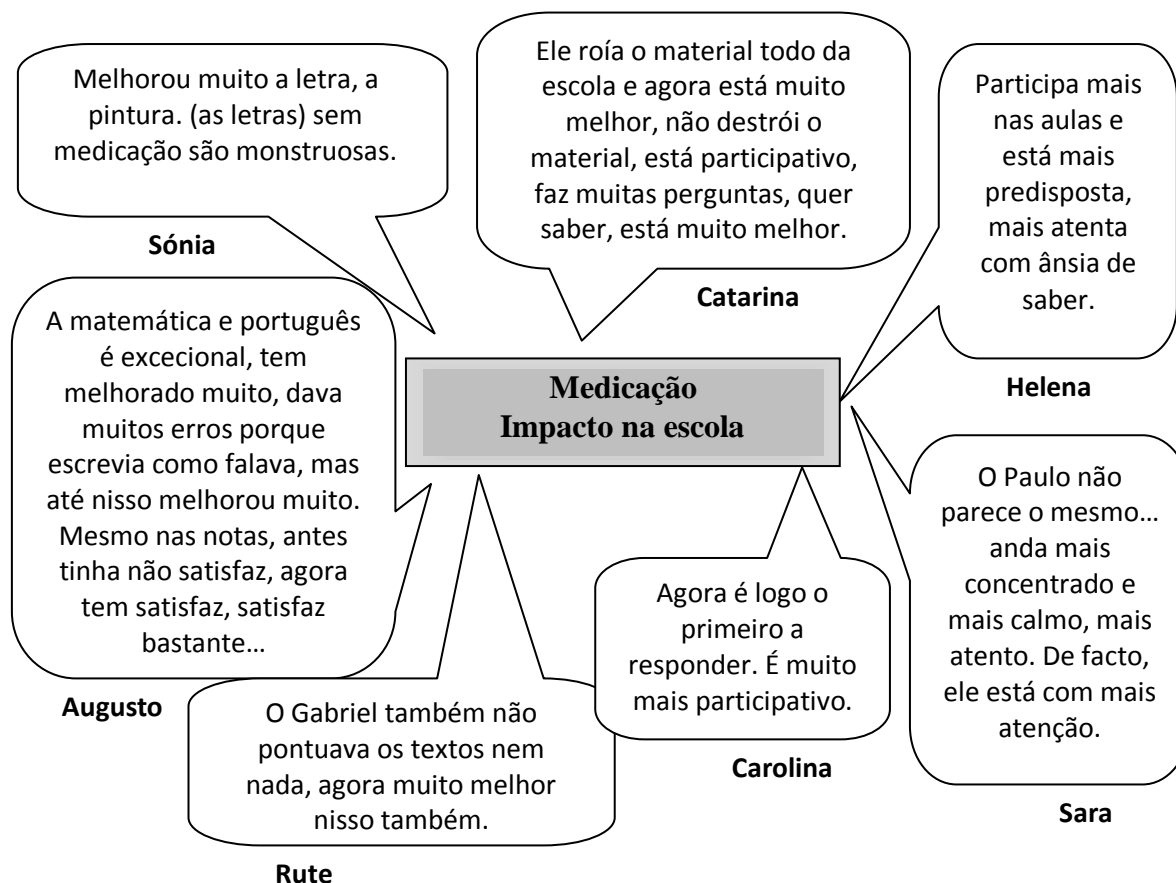 Melhorou muito a letra, a
pintura. (as letras) sem
medicação são monstruosas.
Sónia
Ele roía o material todo da
escola e agora está muito
melhor, não destrói o
material, está participativo,
faz muitas perguntas, quer
saber, está muito melhor.
Catarina
Participa mais
nas aulas e
está mais
predisposta,
mais atenta
com ânsia de
saber.
Helena
A matemática e português
é excecional, tem
melhorado muito, dava
muitos erros porque
escrevia como falava, mas
até nisso melhorou muito.
Mesmo nas notas, antes
tinha não satisfaz, agora
tem satisfaz, satisfaz
bastante…
Augusto
Medicação
Impacto na escola
O Paulo não
parece o mesmo…
anda mais
concentrado e
mais calmo, mais
atento. De facto,
ele está com mais
atenção.
Sara
Agora é logo o
primeiro a
responder. É muito
mais participativo.
Carolina
O Gabriel também não
pontuava os textos nem
nada, agora muito melhor
nisso também.
Rute